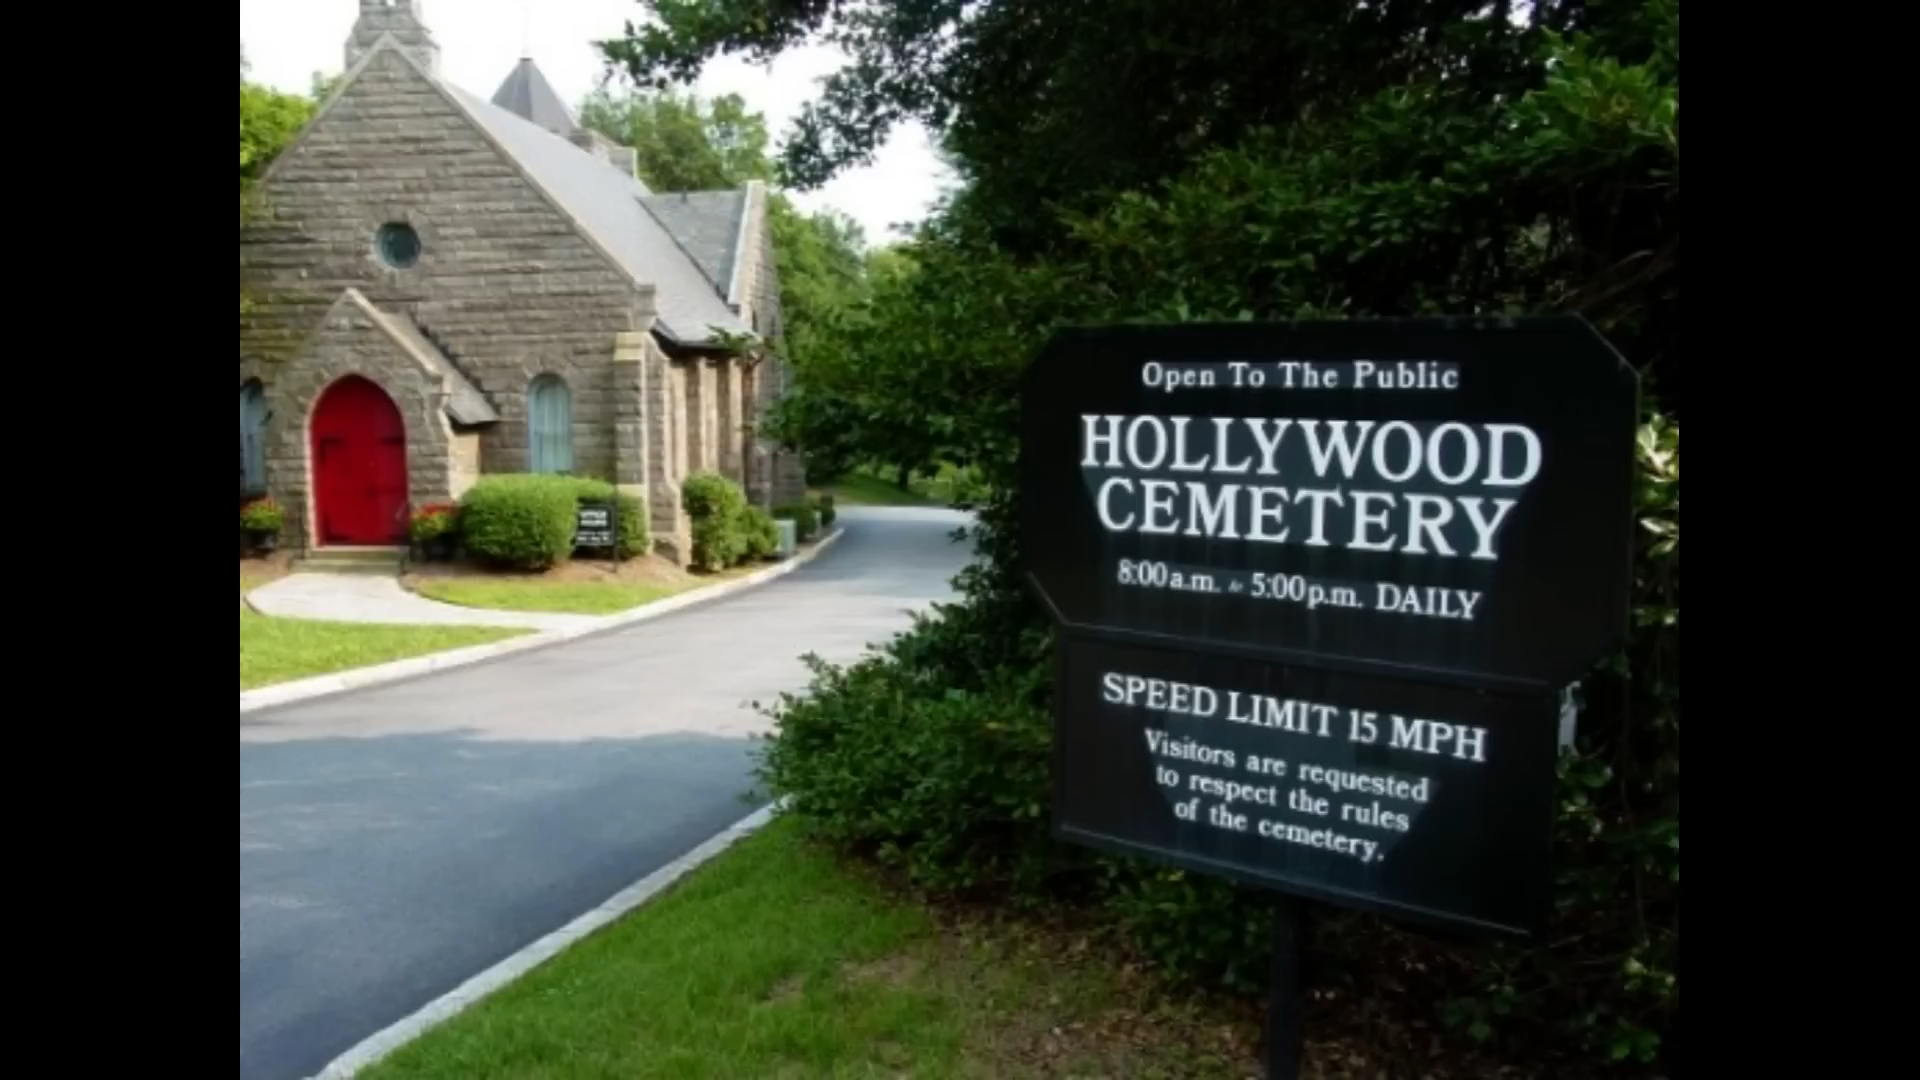 Open To The Public
HOLLYWOOD
CEMETERY
8:00a.m. to 5:00p.m. DAILY
SPEED LIMIT 15 MPH
Visitors are requested
to respect the rules
of the cemetery.